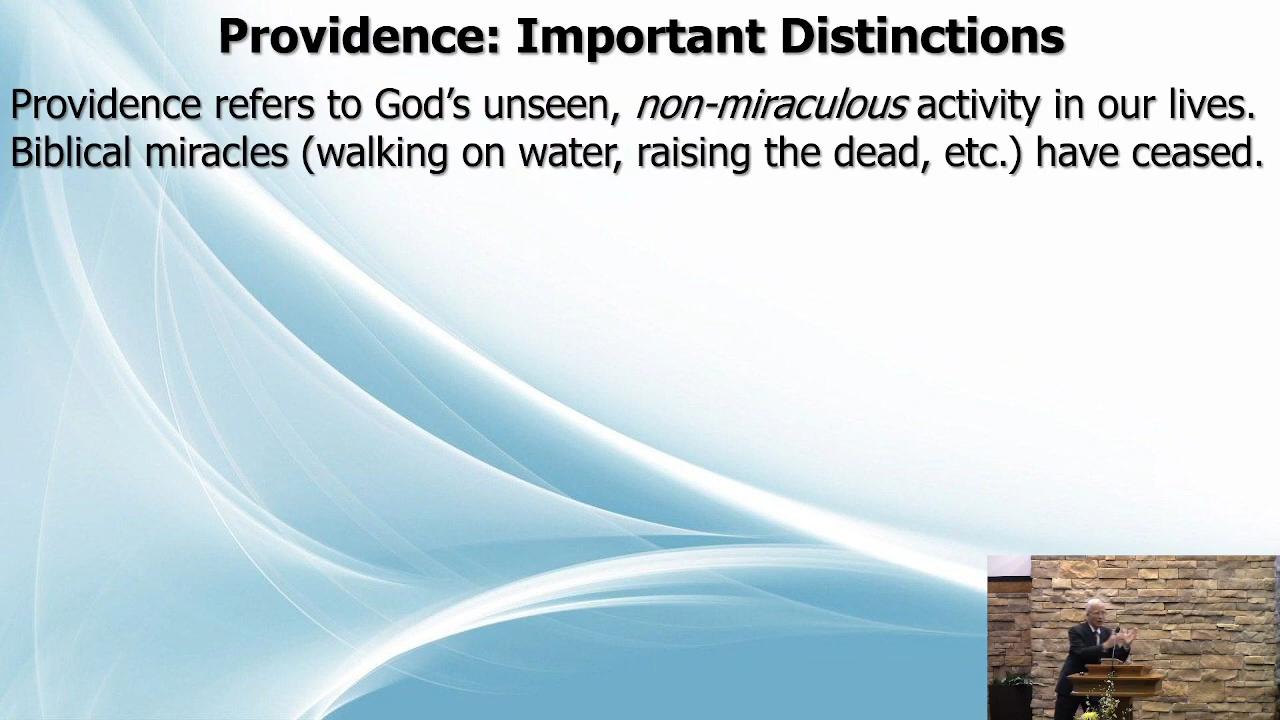 Providence: Important Distinctions
Providence refers to God’s unseen, non-miraculous activity in our lives.
Biblical miracles (walking on water, raising the dead, etc.) have ceased.